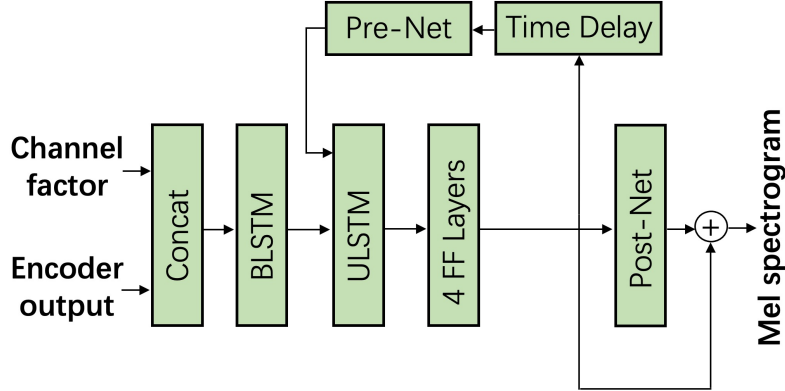 Pre-Net
Time Delay
Channel
factor
Encoder
output
Concat
BLSTM
ULSTM
4 FF Layers
Post-Net
+
Mel spectrogram